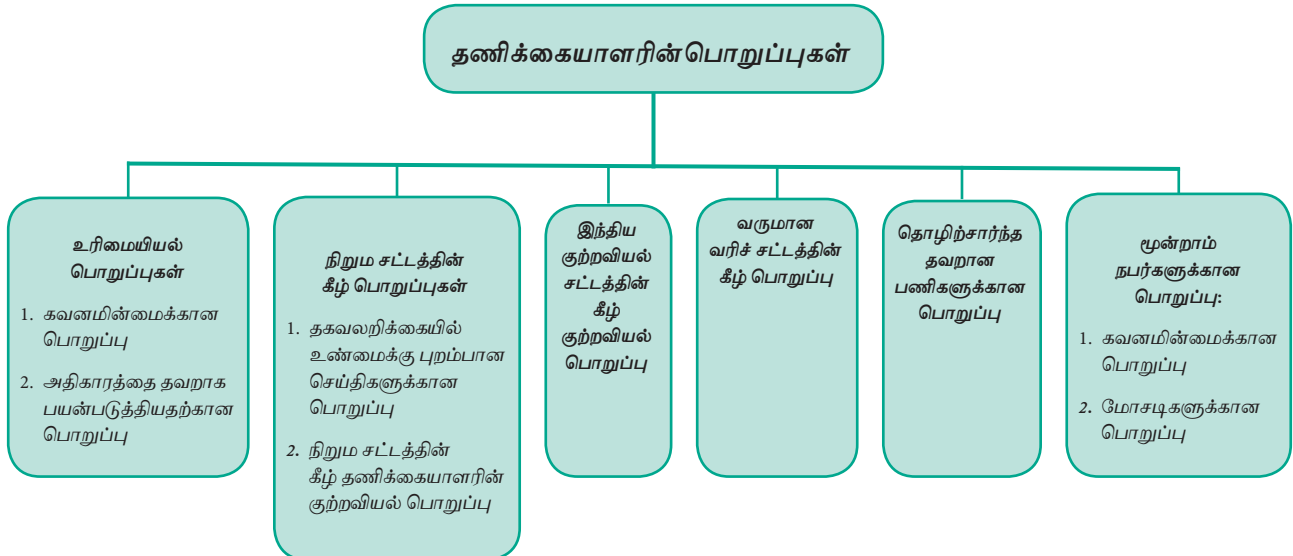 தணிக்கையாளரின்பொறுப்புகள்
உரிமையியல்
பொறுப்புகள்
1. கவனமின்மைக்கான
பொறுப்பு
2. அதிகாரத்தை தவறாக
பயன்படுத்தியதற்கான
பொறுப்பு
நிறும சட்டத்தின்
கீழ் பொறுப்புகள்
1. தகவலறிக்கையில்
உண்மைக்கு புறம்பான
செய்திகளுக்கான
பொறுப்பு
2. நிறும சட்டத்தின்
கீழ் தணிக்கையாளரின்
குற்றவியல் பொறுப்பு
இந்திய
குற்றவியல்
சட்டத்தின்
கீழ்
குற்றவியல்
பொறுப்பு
வருமான
வரிச் சட்டத்தின்
கீழ் பொறுப்பு
தொழிற்சார்ந்த
தவறான
பணிகளுக்கான
பொறுப்பு
மூன்றாம்
நபர்களுக்கான
பொறுப்பு:
1. கவனமின்மைக்கான
பொறுப்பு
2. மோசடிகளுக்கான
பொறுப்பு